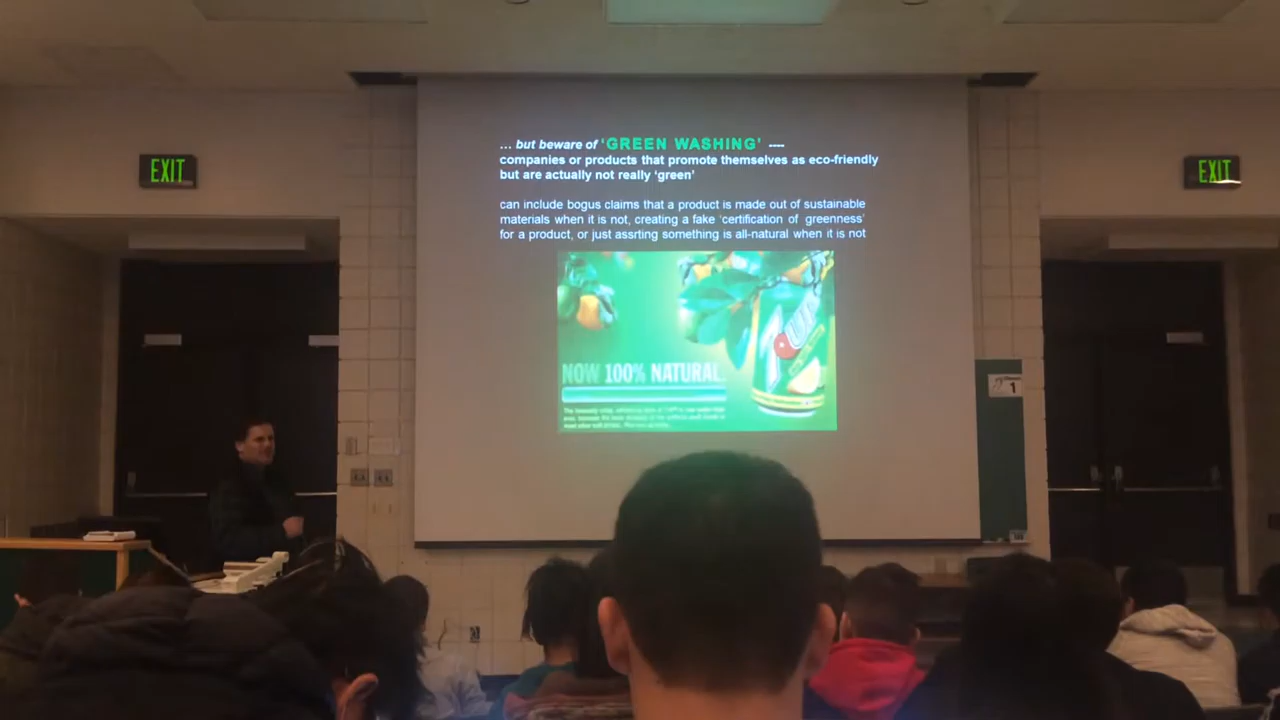 ... but beware of ‘GREEN WASHING’ ----
companies or products that promote themselves as eco-friendly
but are actually not really ‘green’
can include bogus claims that a product is made out of sustainable
materials when it is not, creating a fake ‘certification of greenness’
for a product, or just assrting something is all-natural when it is not
EXIT
EXIT
NOW 100% NATURAL
1